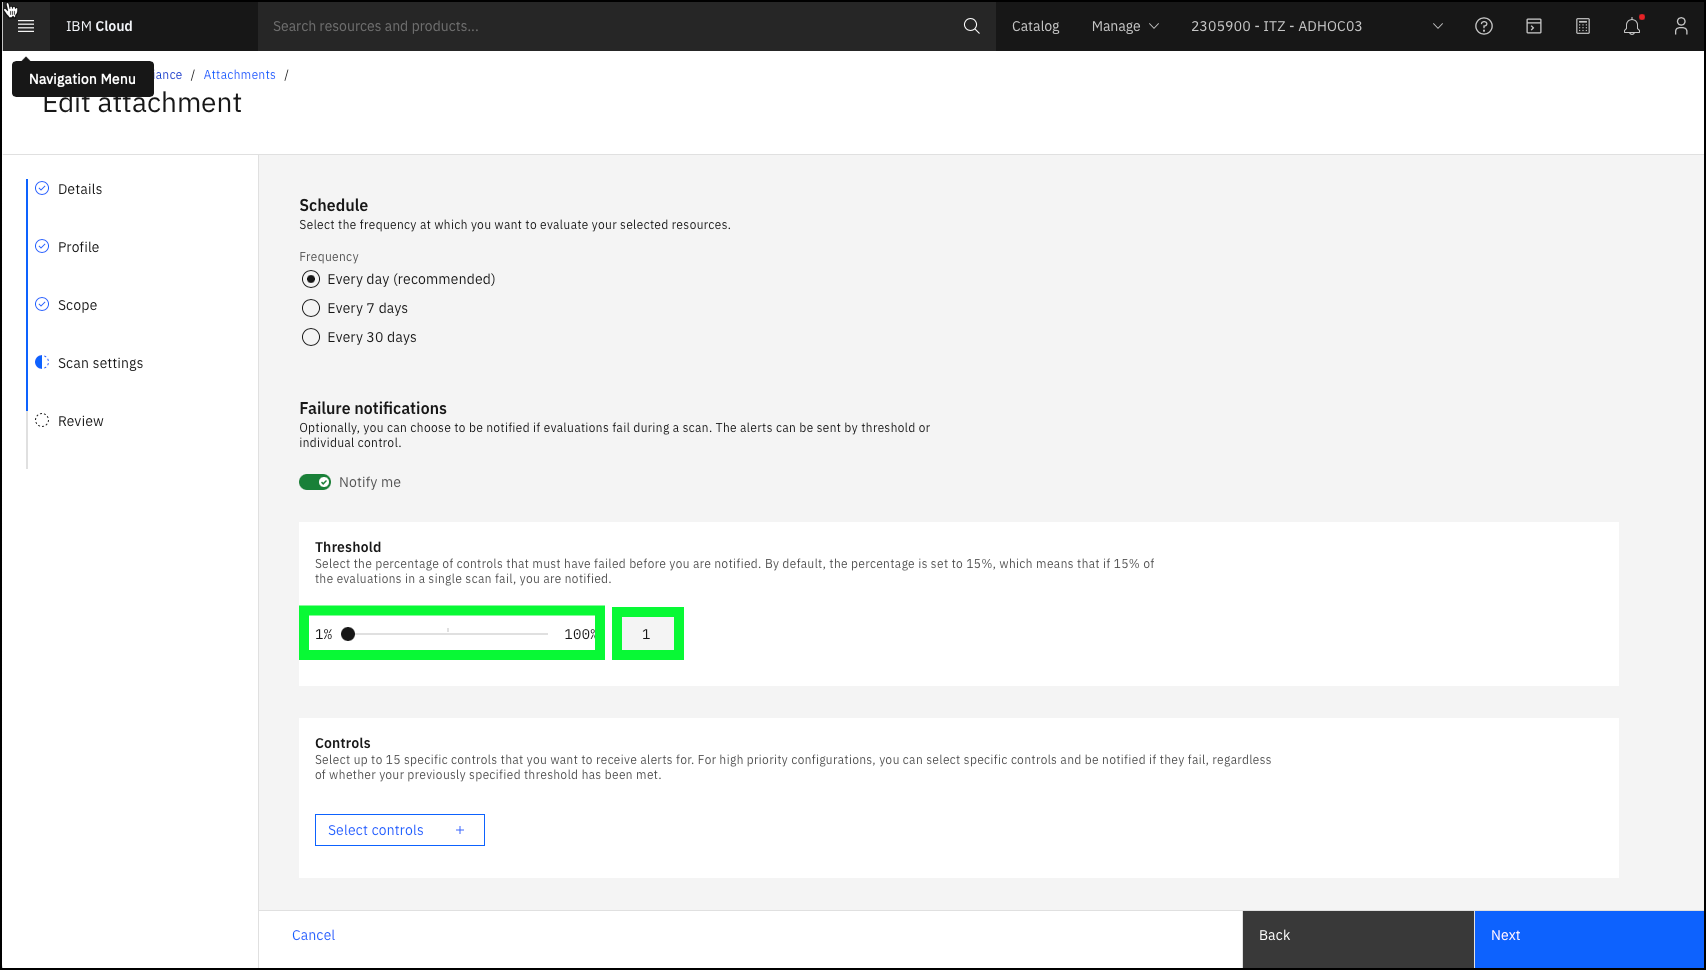 IBM Cloud
Search resources and products...
Catalog
Manage
2305900 - ITZ - ADHOC03
Navigation Menu
ance / Attachments /
Edit attachment
Details
Profile
Scope
Scan settings
Review
Schedule
Select the frequency at which you want to evaluate your selected resources.
Frequency
Every day (recommended)
Every 7 days
Every 30 days
Failure notifications
Optionally, you can choose to be notified if evaluations fail during a scan. The alerts can be sent by threshold or
individual control.
Notify me
Threshold
Select the percentage of controls that must have failed before you are notified. By default, the percentage is set to 15%, which means that if 15% of
the evaluations in a single scan fail, you are notified.
1%
100%
1
Controls
Select up to 15 specific controls that you want to receive alerts for. For high priority configurations, you can select specific controls and be notified if they fail, regardless
of whether your previously specified threshold has been met.
Select controls +
Cancel
Back
Next